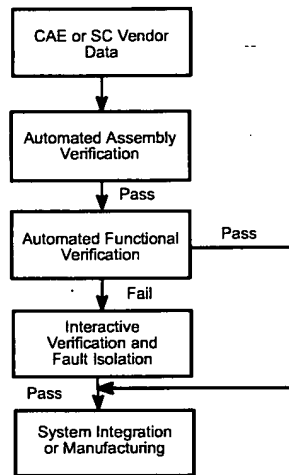 CAE or SC Vendor
Data
Automated Assembly
Verification
Pass
Automated Functional
Verification
Pass
Fail
Interactive
Verification and
Fault Isolation
Pass
System Integration
or Manufacturing